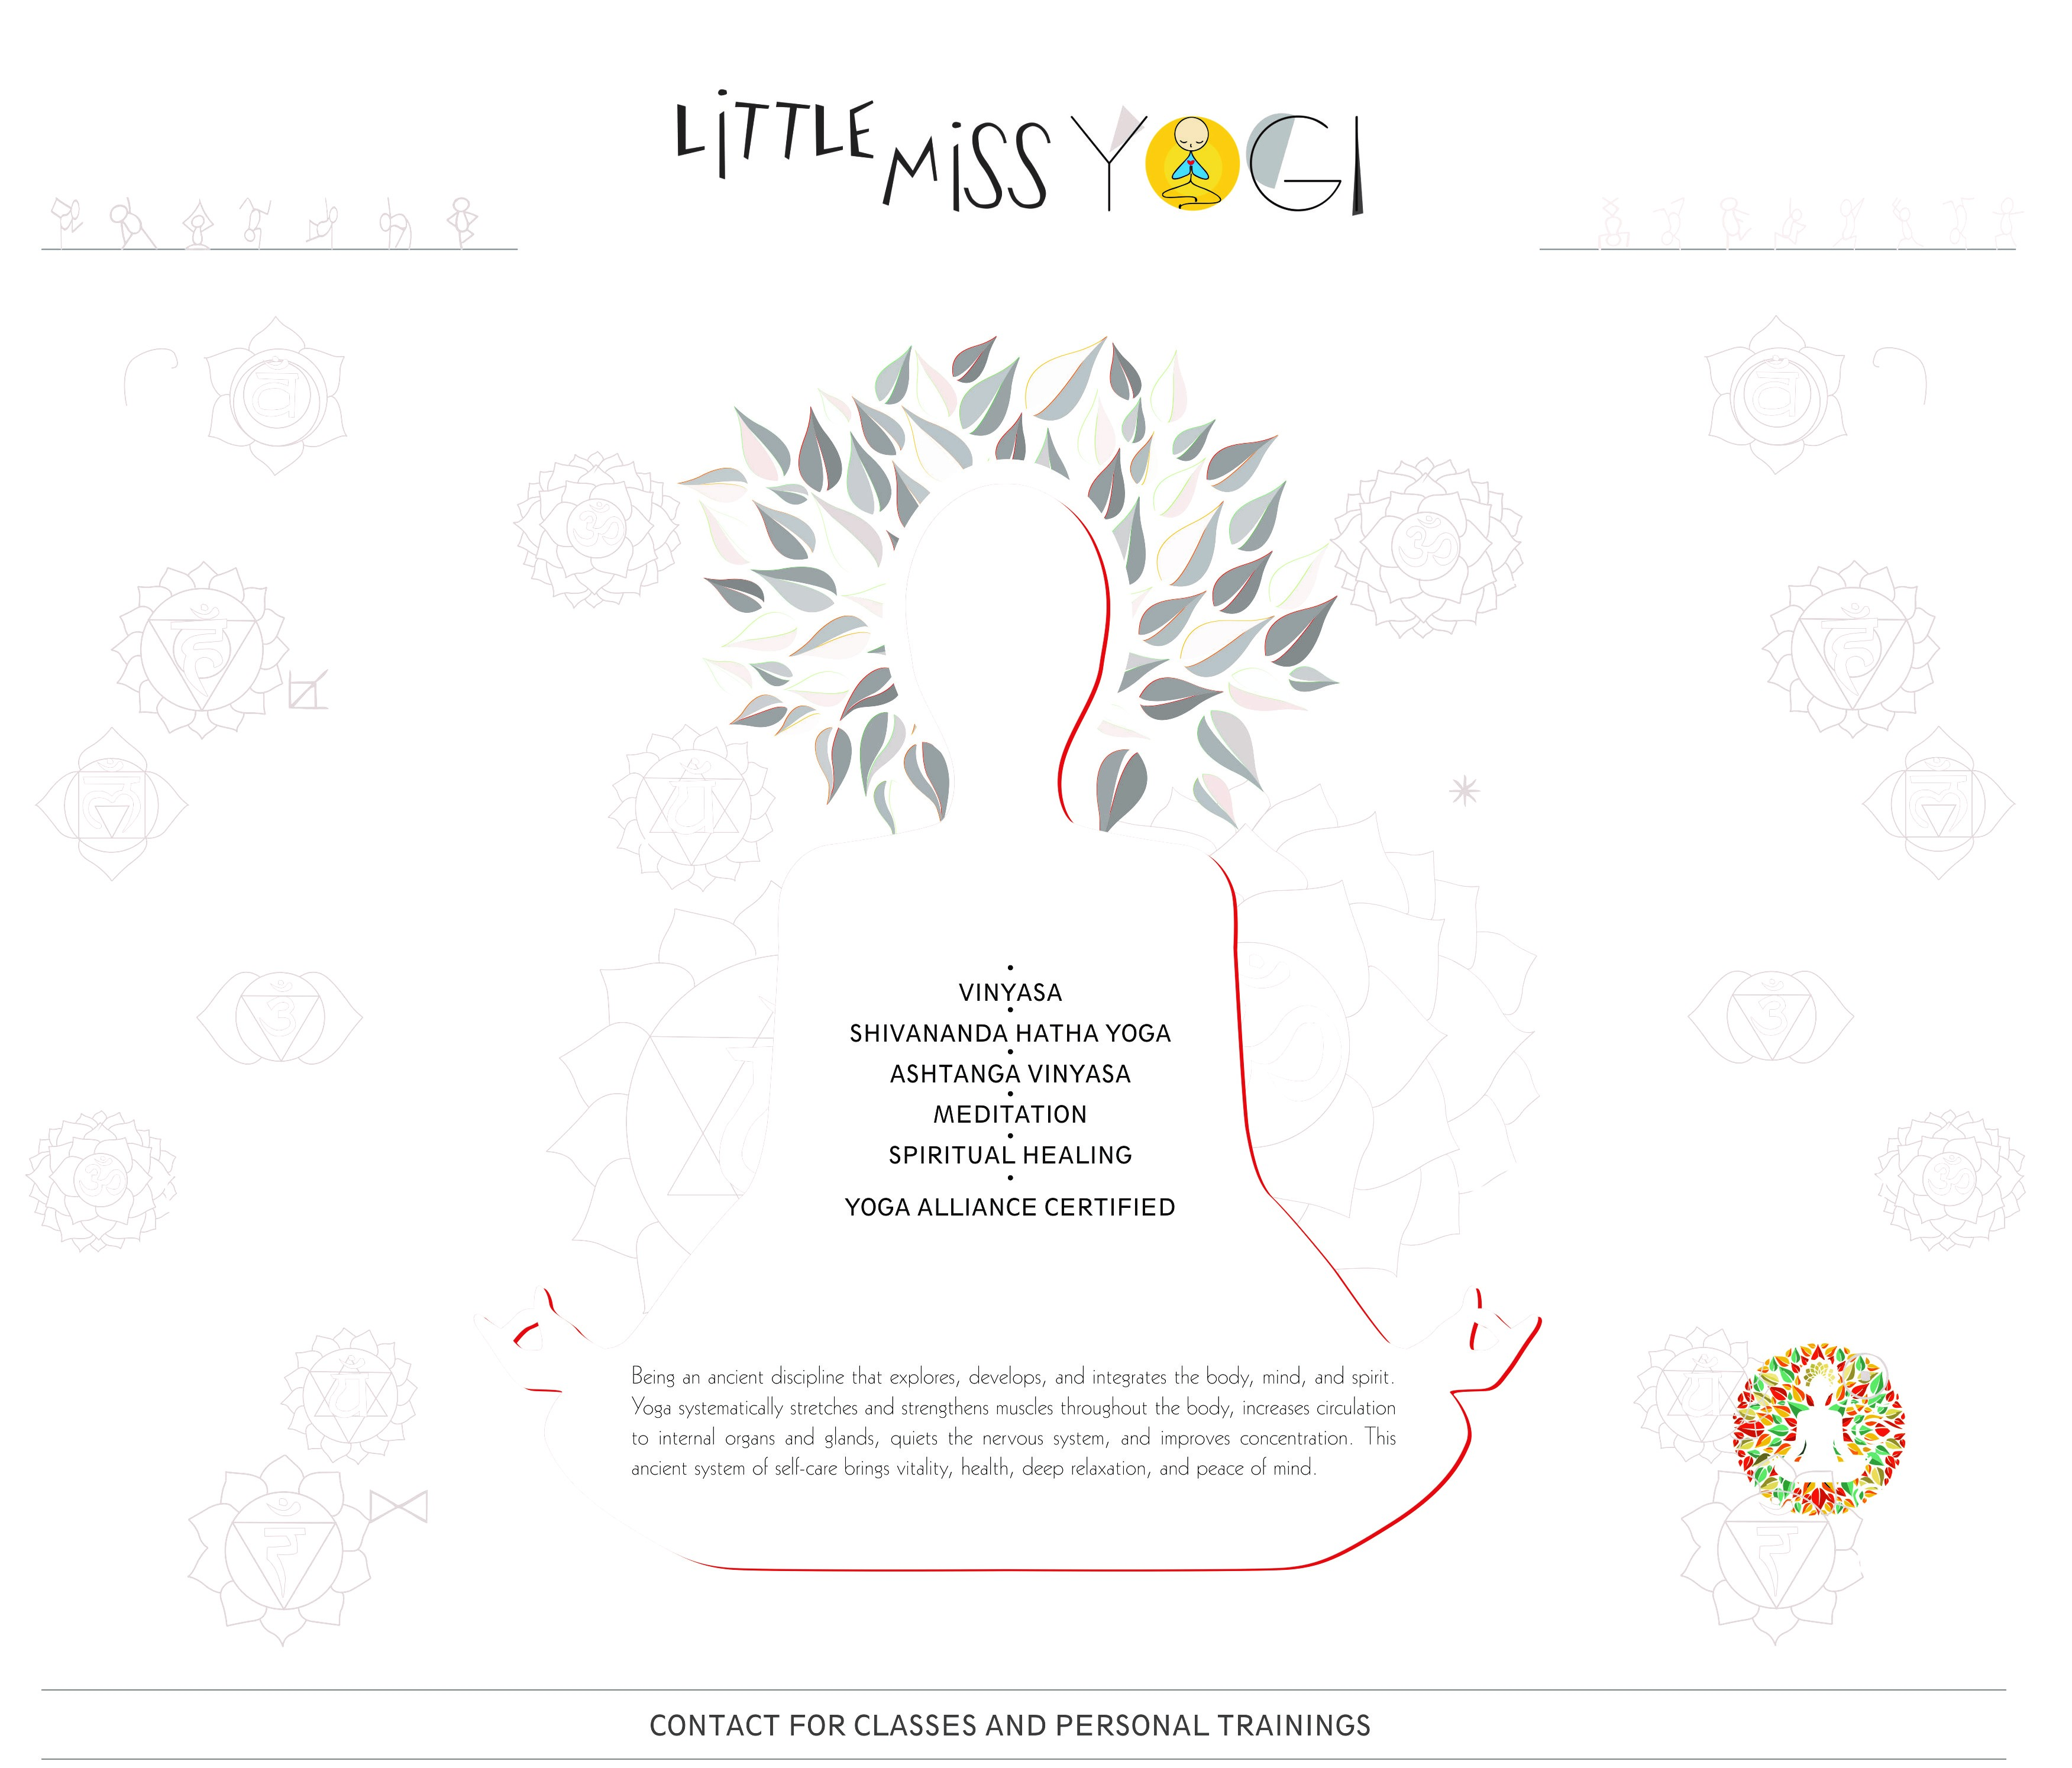 LiTTLE MiSS YOGI
वं
वं
ॐ
ॐ
हं
हं
लं
लं
यं
ॐ
ॐ
यं
यं
रं
रं
VINYASA
SHIVANANDA HATHA YOGA
ASHTANGA VINYASA
MEDITATION
SPIRITUAL HEALING
YOGA ALLIANCE CERTIFIED
Being an ancient discipline that explores, develops, and integrates the body, mind, and spirit.
Yoga systematically stretches and strengthens muscles throughout the body, increases circulation
to internal organs and glands, quiets the nervous system, and improves concentration. This
ancient system of self-care brings vitality, health, deep relaxation, and peace of mind.
CONTACT FOR CLASSES AND PERSONAL TRAININGS